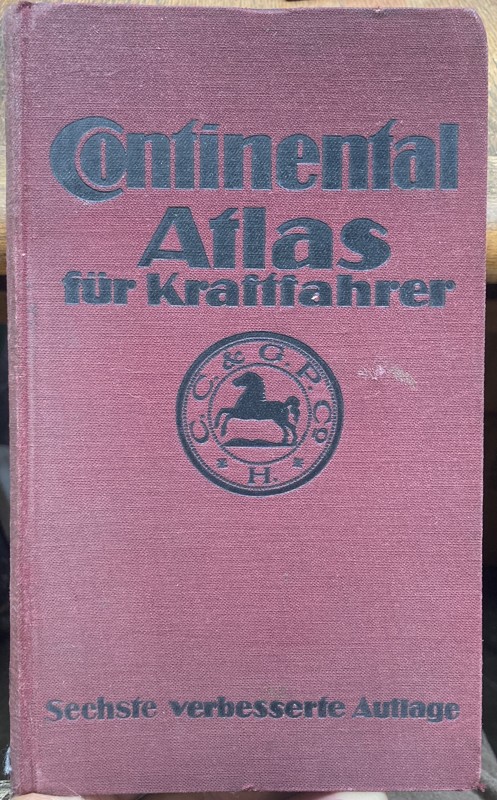 Continental
Atlas
für Kraftfahrer
C. C. & G. P. Co
H.
Sechste verbesserte Auflage